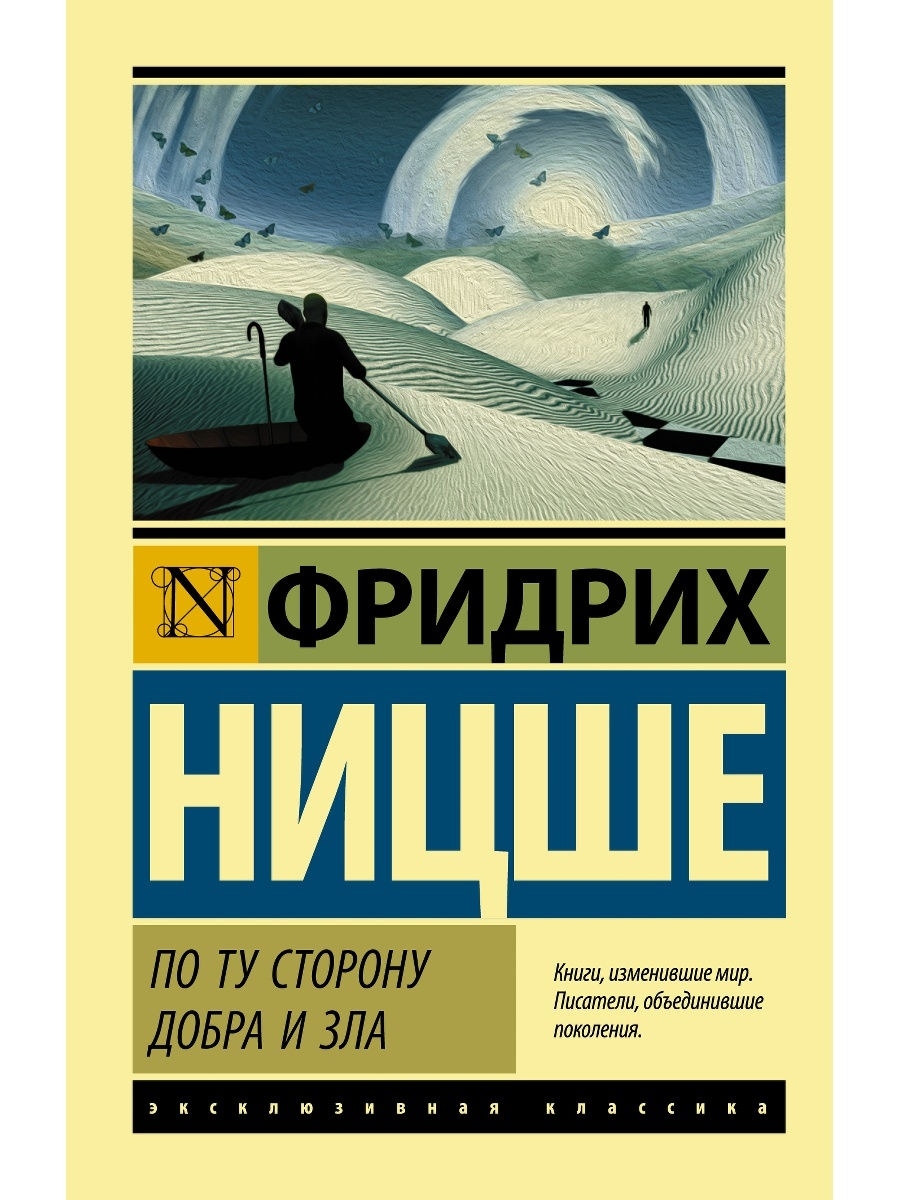 N
ФРИДРИХ
НИЦШЕ
ПО ТУ СТОРОНУ
ДОБРА И ЗЛА
Книги, изменившие мир.
Писатели, объединившие
поколения.
эксклюзивная классика